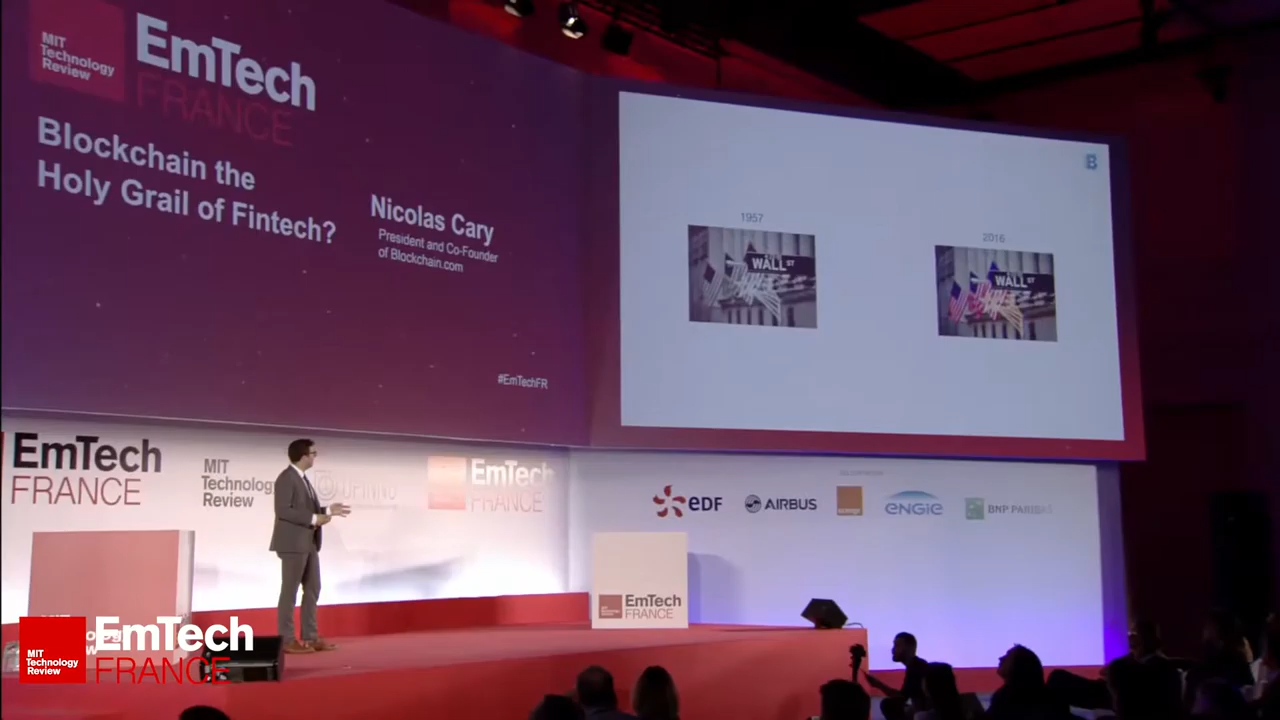 MIT
Technology
Review
EmTech
FRANCE
Blockchain the
Holy Grail of Fintech?
Nicolas Cary
President and Co-Founder
of Blockchain.com
#EmTechFR
B
1957
WALL ST
2016
WALL ST
EmTech
FRANCE
MIT
Technology
Review
EmTech
FRANCE
EDF
AIRBUS
orange
ENGIE
BNP PARIBAS
EmTech
FRANCE
MIT
Technology
Review
EmTech
FRANCE